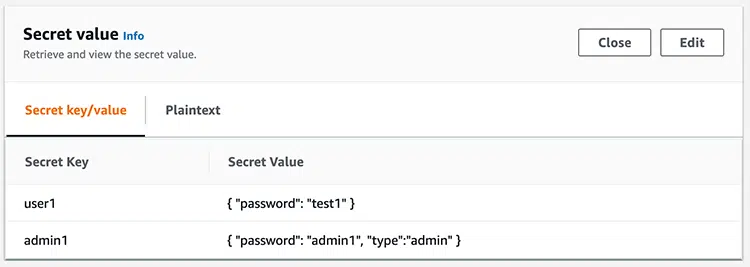 Secret value Info
Retrieve and view the secret value.
Close
Edit
Secret key/value
Plaintext
Secret Key
Secret Value
user1
{ "password": "test1" }
admin1
{ "password": "admin1", "type":"admin" }